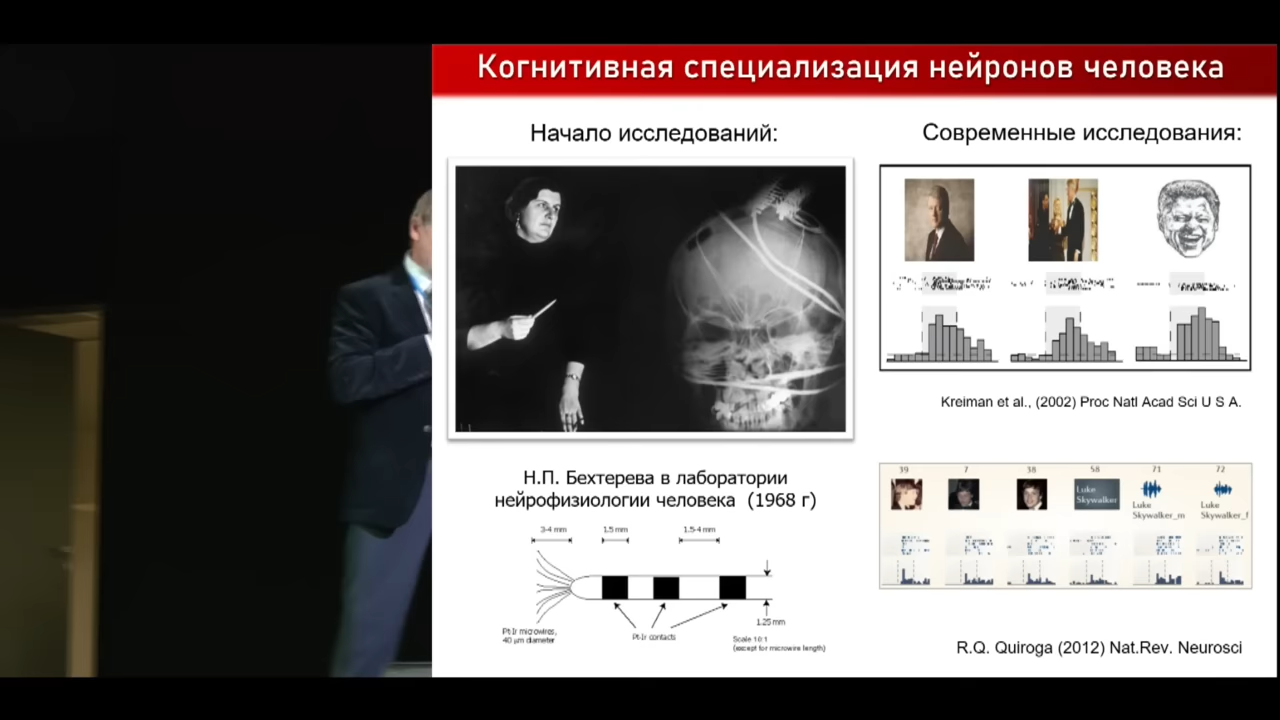 Когнитивная специализация нейронов человека
Начало исследований:
Современные исследования:
Kreiman et al., (2002) Proc Natl Acad Sci U S A.
Н.П. Бехтерева в лаборатории
нейрофизиологии человека (1968 г)
3-4 mm
1.5 mm
1.5-4 mm
1.25 mm
Pt-Ir microwires,
40 µm diameter
Pt-Ir contacts
Scale 10:1
(except for microwire length)
39
7
38
58
71
72
Luke
Skywalker
Luke
Skywalker_m
Luke
Skywalker_f
R.Q. Quiroga (2012) Nat.Rev. Neurosci